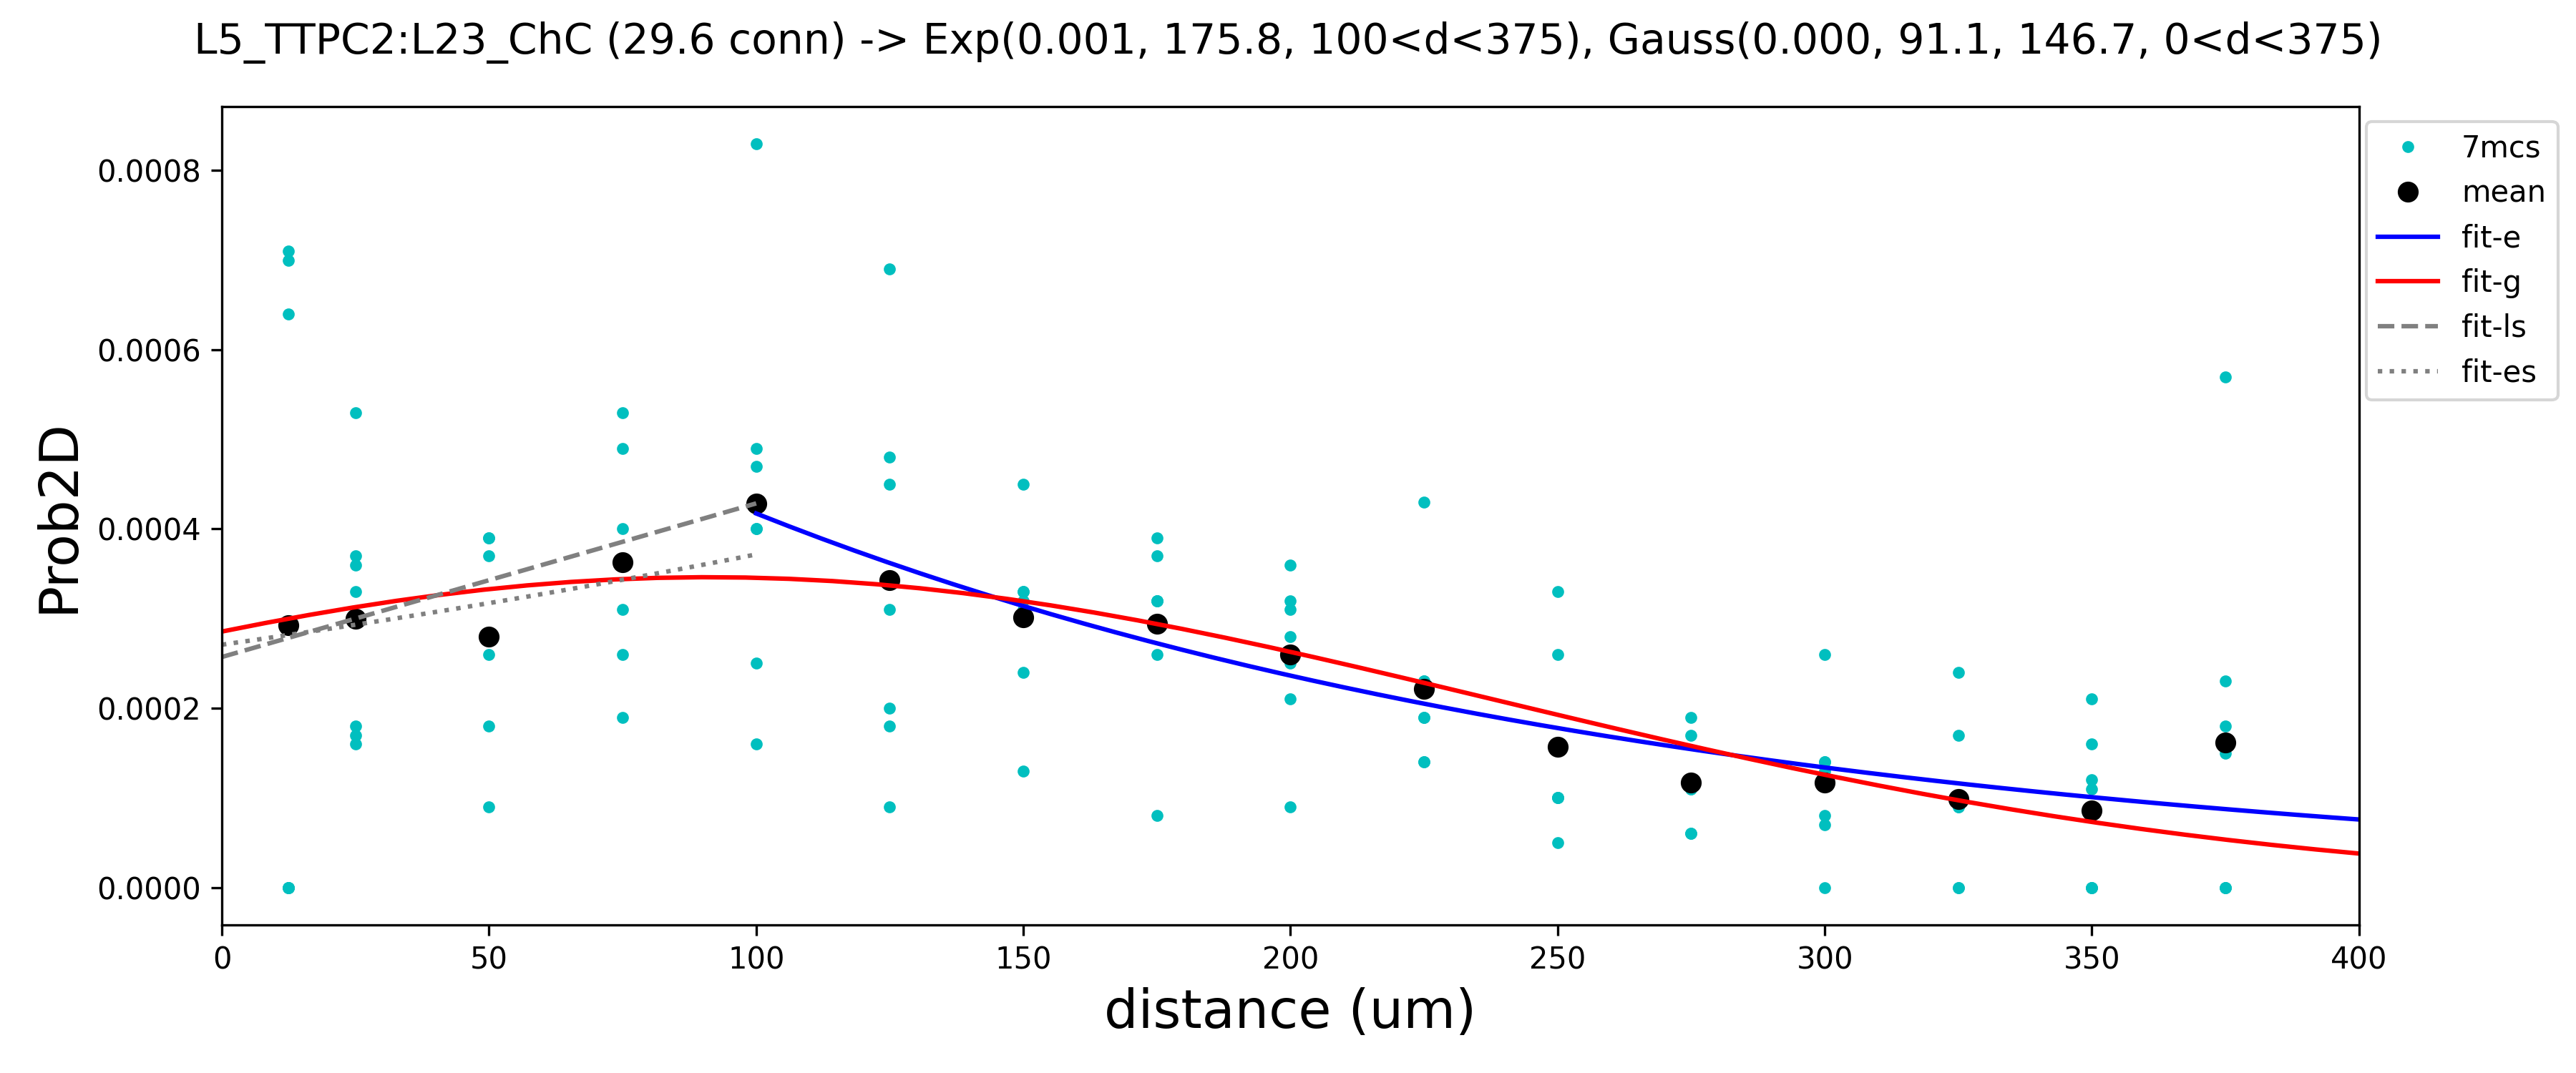 L5_TTPC2:L23_ChC (29.6 conn) -> Exp(0.001, 175.8, 100<d<375), Gauss(0.000, 91.1, 146.7, 0<d<375)
7mcs
mean
fit-e
fit-g
fit-ls
fit-es
Prob2D
0.0008
0.0006
0.0004
0.0002
0.0000
0 50 100 150 200 250 300 350 400
distance (um)